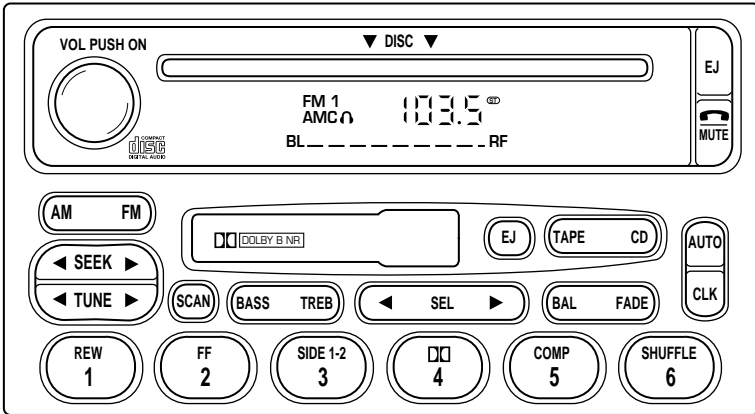 VOL PUSH ON
DISC
EJ
FM 1
AMC
103.5
ST
MUTE
COMPACT
disc
DIGITAL AUDIO
BL
RF
AM FM
DOLBY B NR
EJ
TAPE CD
AUTO
SEEK
TUNE
SCAN
BASS TREB
SEL
BAL FADE
CLK
REW
1
FF
2
SIDE 1-2
3
4
COMP
5
SHUFFLE
6